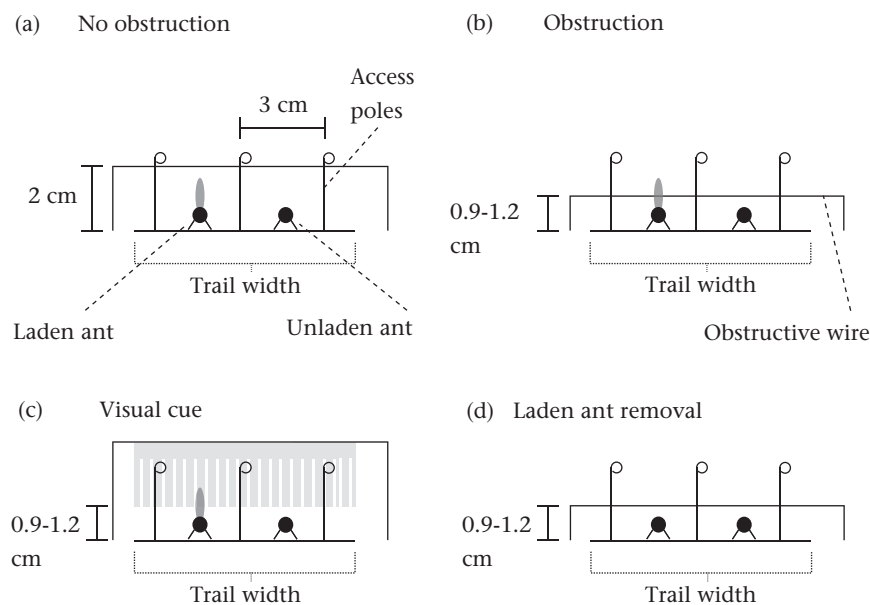 (a) No obstruction
Access
poles
3 cm
2 cm
Trail width
Laden ant
Unladen ant
(b) Obstruction
0.9-1.2
cm
Trail width
Obstructive wire
(c) Visual cue
0.9-1.2
cm
Trail width
(d) Laden ant removal
0.9-1.2
cm
Trail width